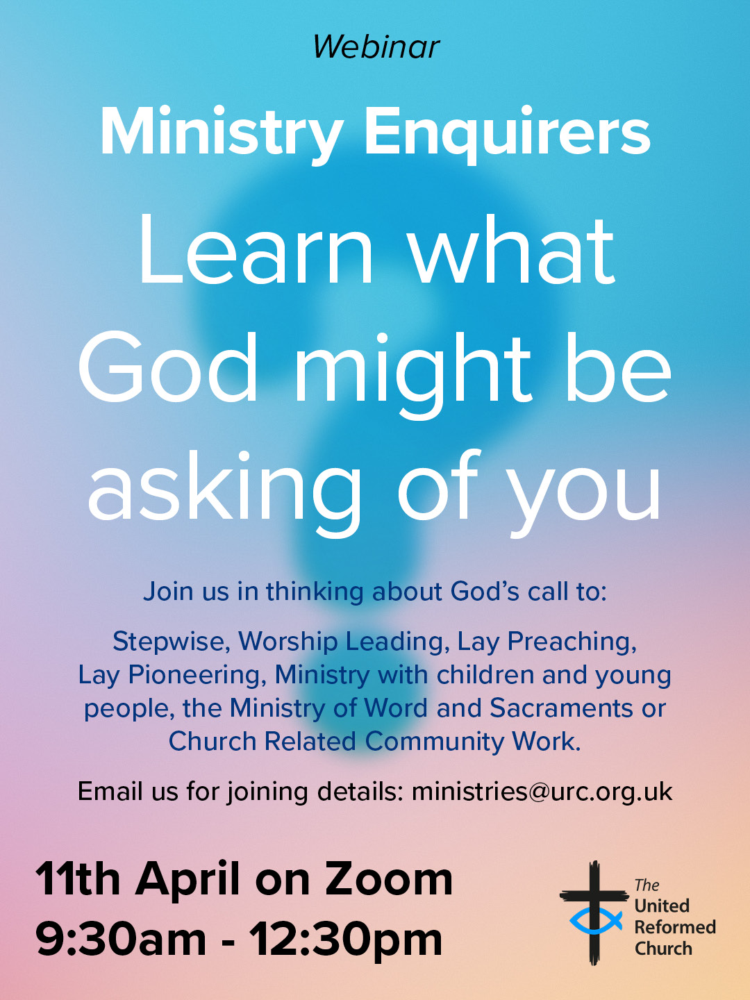 Webinar
Ministry Enquirers
Learn what
God might be
asking of you
Join us in thinking about God’s call to:
Stepwise, Worship Leading, Lay Preaching,
Lay Pioneering, Ministry with children and young
people, the Ministry of Word and Sacraments or
Church Related Community Work.
Email us for joining details: ministries@urc.org.uk
11th April on Zoom
9:30am - 12:30pm
The
United
Reformed
Church